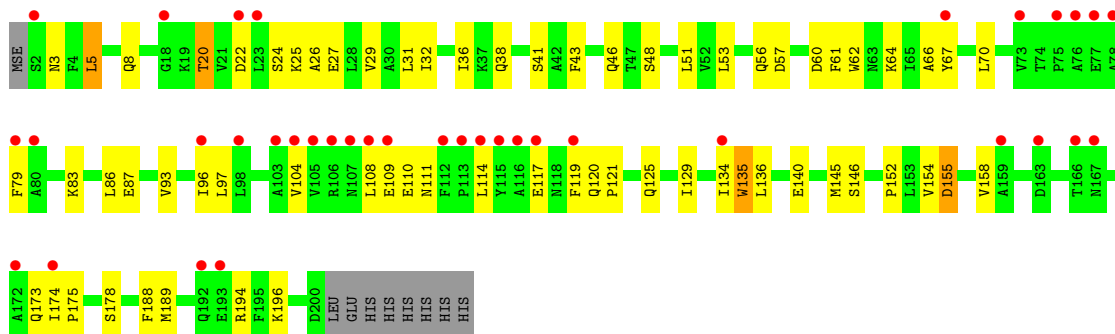 MSE S2 N3 F4 L5 Q8 G18 K19 T20 V21 D22 L23 S24 K25 A26 E27 L28 V29 A30 L31 I32 I36 K37 Q38 S41 A42 F43 Q46 T47 S48 L51 V52 L53 Q56 D57 D60 F61 W62 N63 K64 I65 A66 Y67 L70 V73 T74 P75 A76 E77 A78
F79 A80 K83 L86 E87 V93 I96 L97 L98 A103 V104 V105 R106 N107 L108 E109 E110 N111 F112 P113 L114 Y115 A116 E117 N118 F119 Q120 P121 Q125 I129 I134 W135 L136 E140 M145 S146 P152 L153 V154 D155 V158 A159 D163 T166 N167
A172 Q173 I174 P175 S178 F188 M189 Q192 E193 R194 F195 K196 D200 LEU GLU HIS HIS HIS HIS HIS HIS